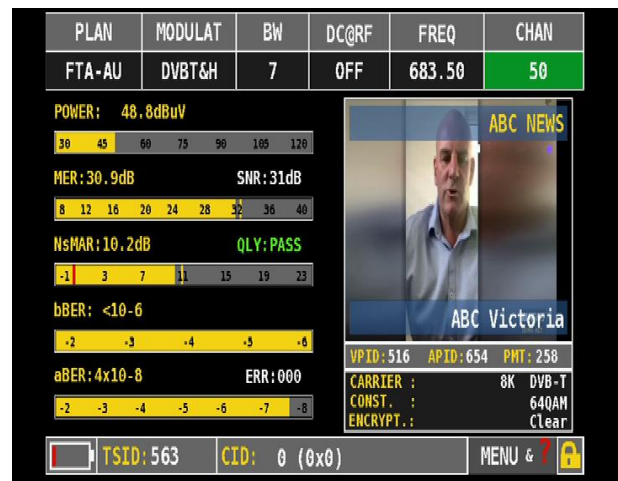 PLAN MODULAT BW DC@RF FREQ CHAN
FTA-AU DVBT&H 7 OFF 683.50 50
POWER: 48.8dBuV
30 45 60 75 90 105 120
MER:30.9dB SNR:31dB
8 12 16 20 24 28 32 36 40
NsMAR:10.2dB QLY:PASS
-1 3 7 11 15 19 23
bBER: <10-6
-2 -3 -4 -5 -6
aBER:4x10-8 ERR:000
-2 -3 -4 -5 -6 -7 -8
ABC NEWS
ABC Victoria
VPID:516 APID:654 PMT:258
CARRIER : 8K DVB-T
CONST. : 64QAM
ENCRYPT.: Clear
TSID:563 CID: 0 (0x0) MENU & ?